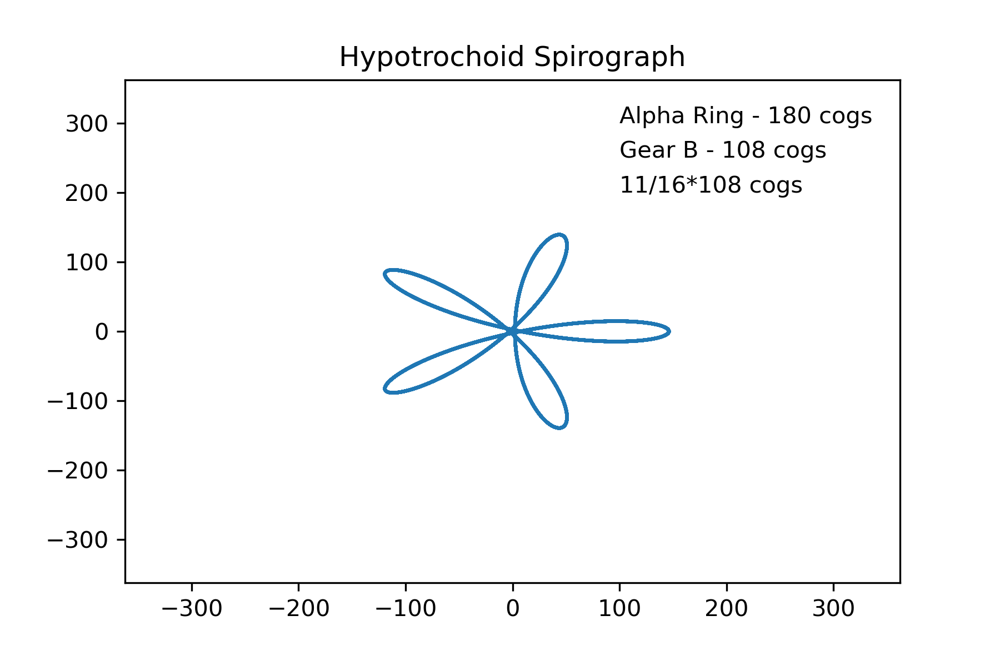 Hypotrochoid Spirograph
Alpha Ring - 180 cogs
Gear B - 108 cogs
11/16*108 cogs
300
200
100
0
−100
−200
−300
−300 −200 −100 0 100 200 300